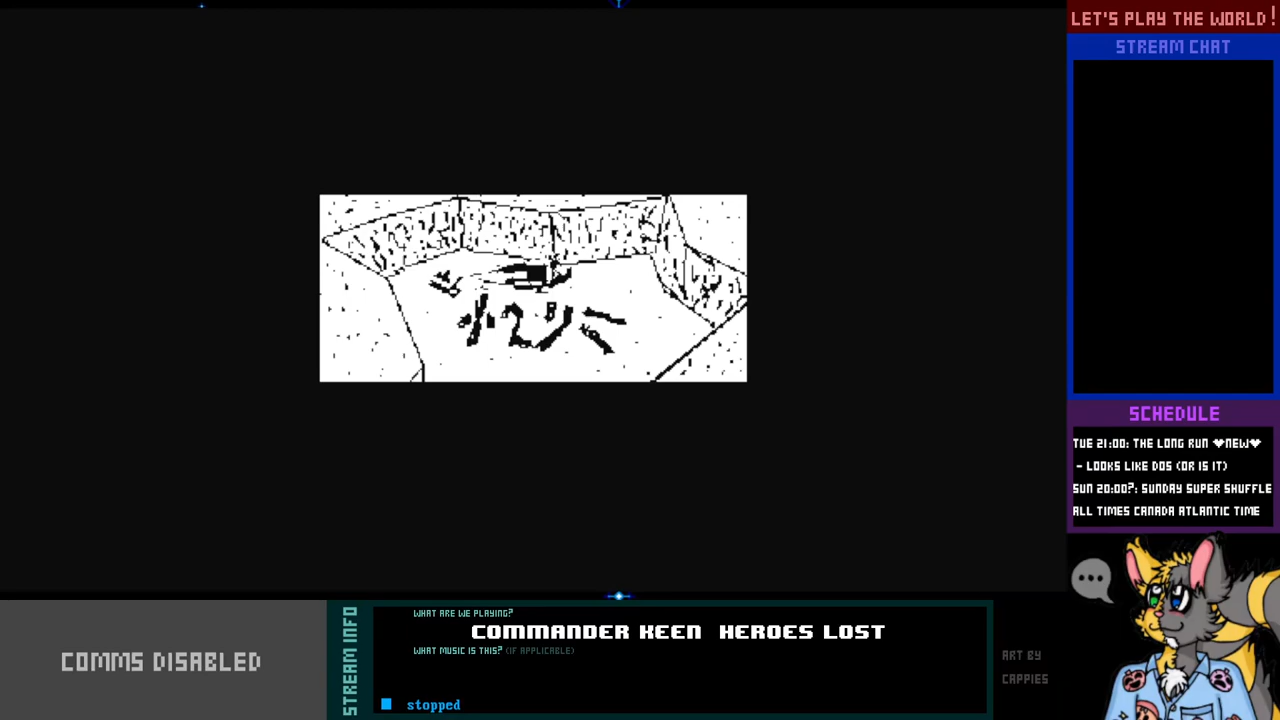 LET'S PLAY THE WORLD!
STREAM CHAT
SCHEDULE
TUE 21:00: THE LONG RUN ♥NEW♥
- LOOKS LIKE DOS (OR IS IT)
SUN 20:00?: SUNDAY SUPER SHUFFLE
ALL TIMES CANADA ATLANTIC TIME
COMMS DISABLED
STREAM INFO
WHAT ARE WE PLAYING?
COMMANDER KEEN HEROES LOST
WHAT MUSIC IS THIS? (IF APPLICABLE)
stopped
ART BY
CAPPIES